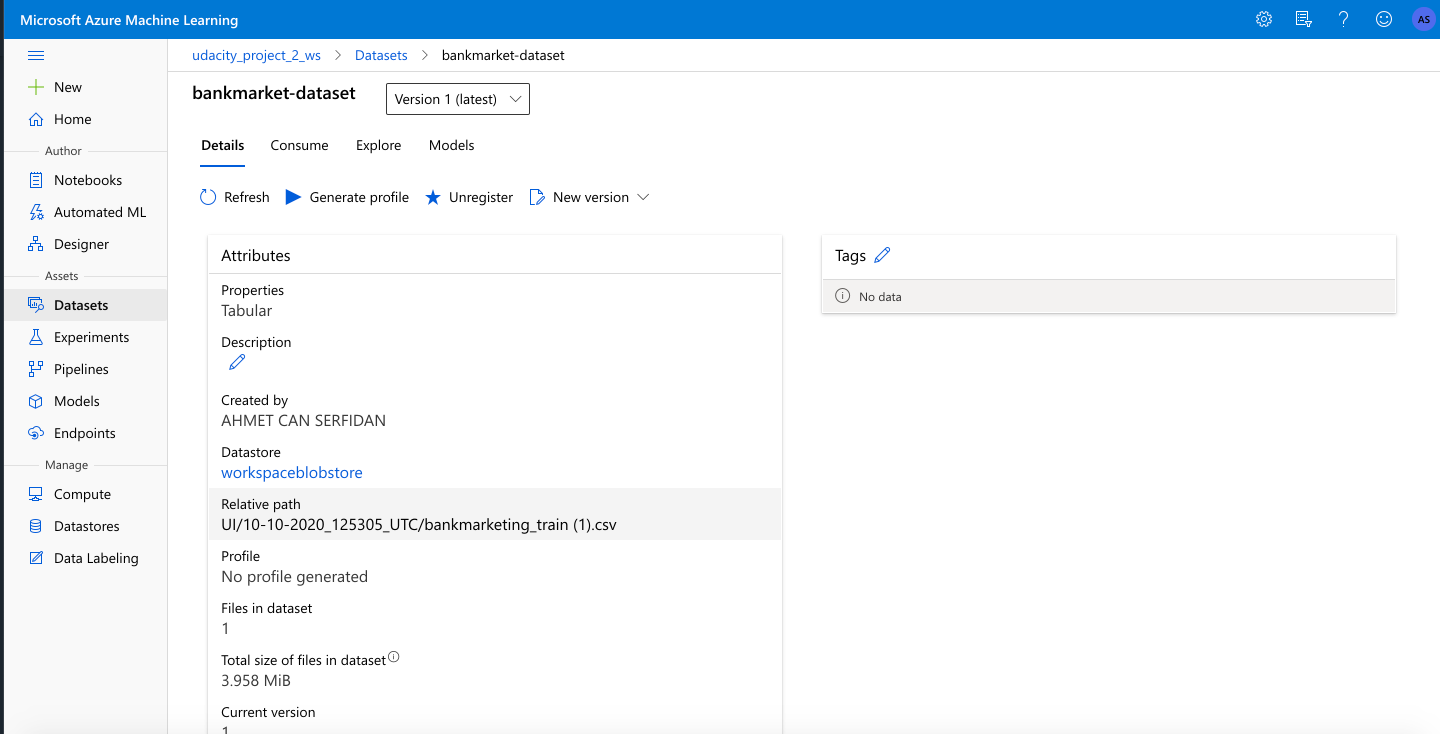 Microsoft Azure Machine Learning
AS
New
Home
Author
Notebooks
Automated ML
Designer
Assets
Datasets
Experiments
Pipelines
Models
Endpoints
Manage
Compute
Datastores
Data Labeling
udacity_project_2_ws > Datasets > bankmarket-dataset
bankmarket-dataset
Version 1 (latest)
Details Consume Explore Models
Refresh Generate profile Unregister New version
Attributes
Properties
Tabular
Description
Created by
AHMET CAN SERFIDAN
Datastore
workspaceblobstore
Relative path
UI/10-10-2020_125305_UTC/bankmarketing_train (1).csv
Profile
No profile generated
Files in dataset
1
Total size of files in dataset
3.958 MiB
Current version
1
Tags
No data